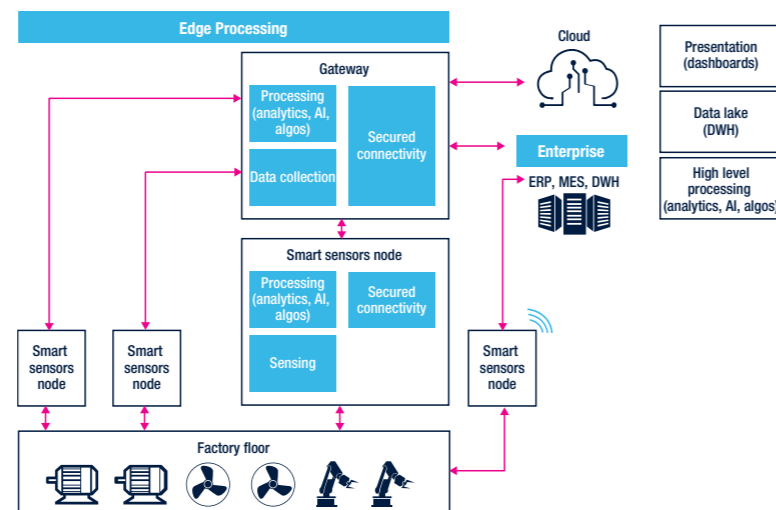 Edge Processing
Gateway
Processing
(analytics, AI,
algos)
Secured
connectivity
Data collection
Cloud
Enterprise
ERP, MES, DWH
Presentation
(dashboards)
Data lake
(DWH)
High level
processing
(analytics, AI, algos)
Smart sensors node
Processing
(analytics, AI,
algos)
Secured
connectivity
Sensing
Smart
sensors
node
Smart
sensors
node
Smart
sensors
node
Factory floor